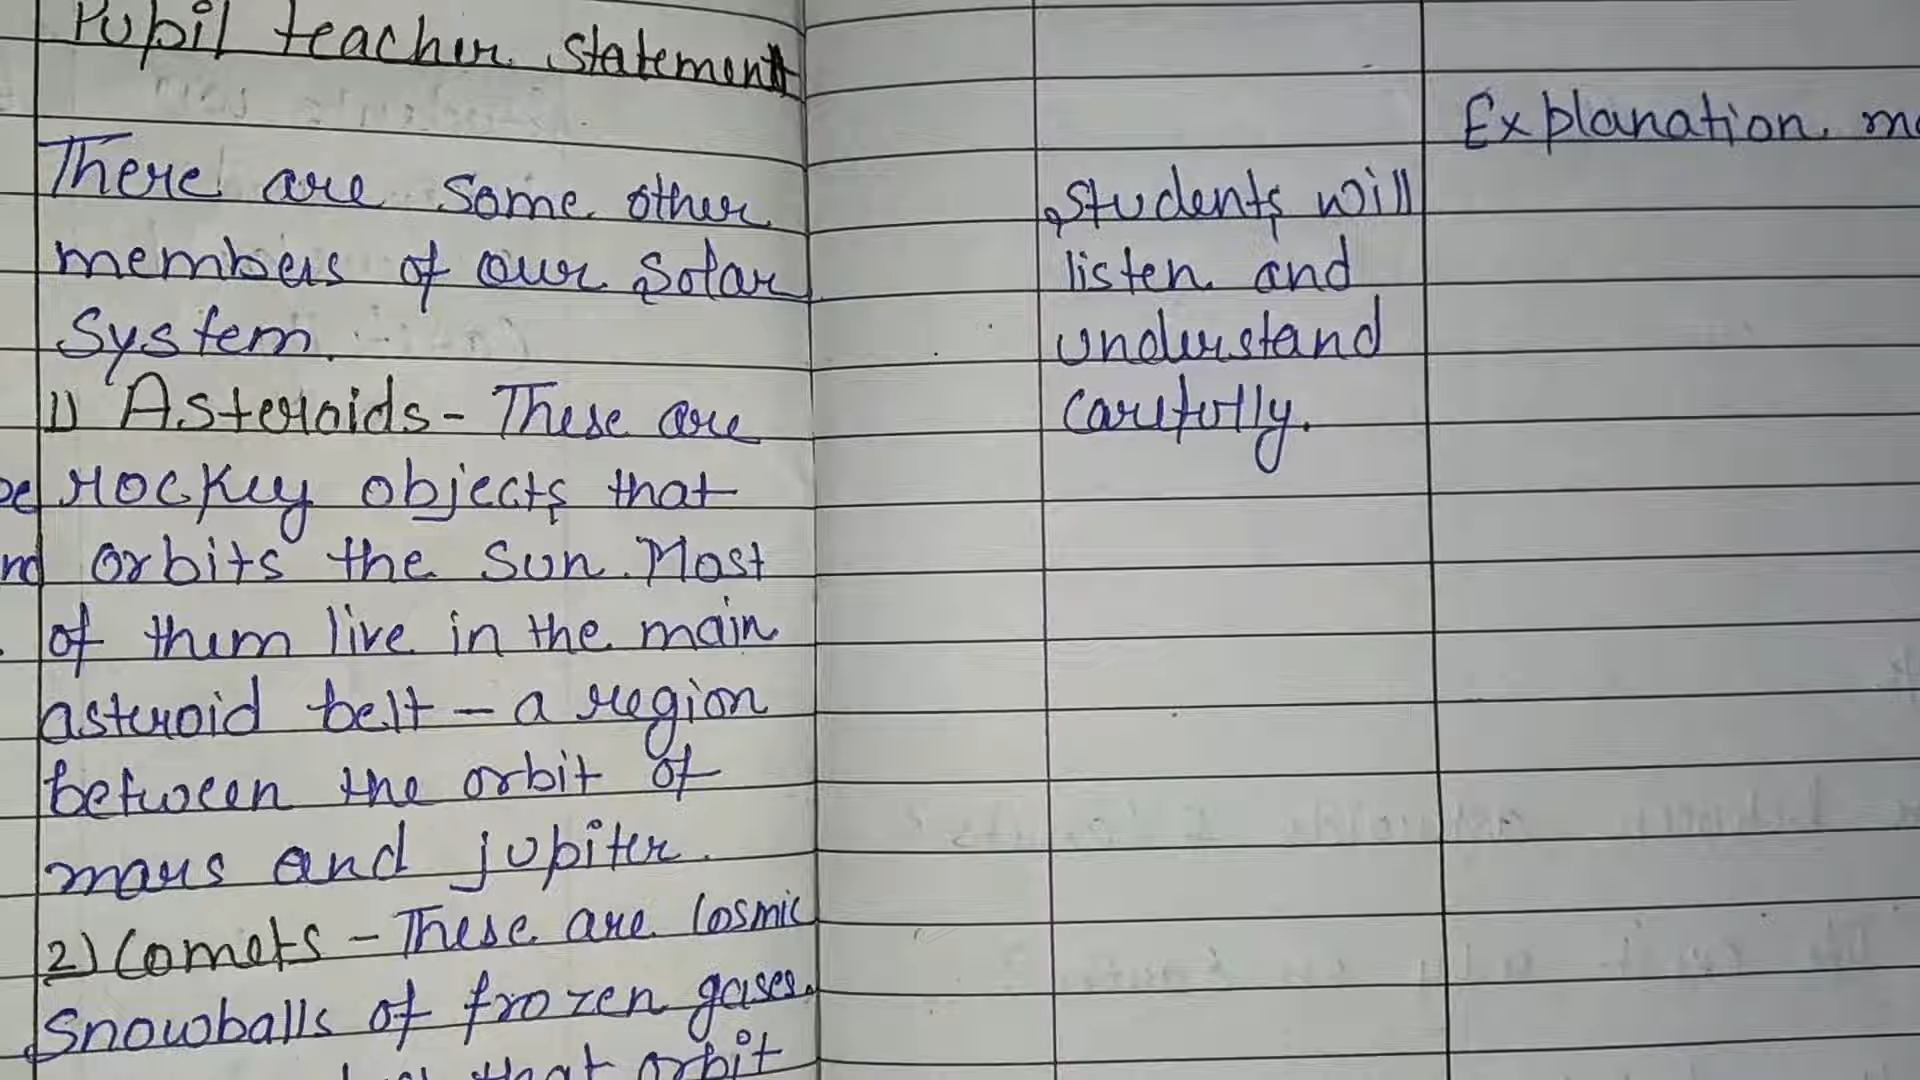 Pupil teacher statement
There are some other
members of our Solar
System.
1) Asteroids - These are
rockey objects that
orbits the Sun. Most
of them live in the main
asteroid belt - a region
between the orbit of
mars and jupiter.
2) Comets - These are Cosmic
Snowballs of frozen gases
that orbit
students will
listen and
understand
carefully.
Explanation